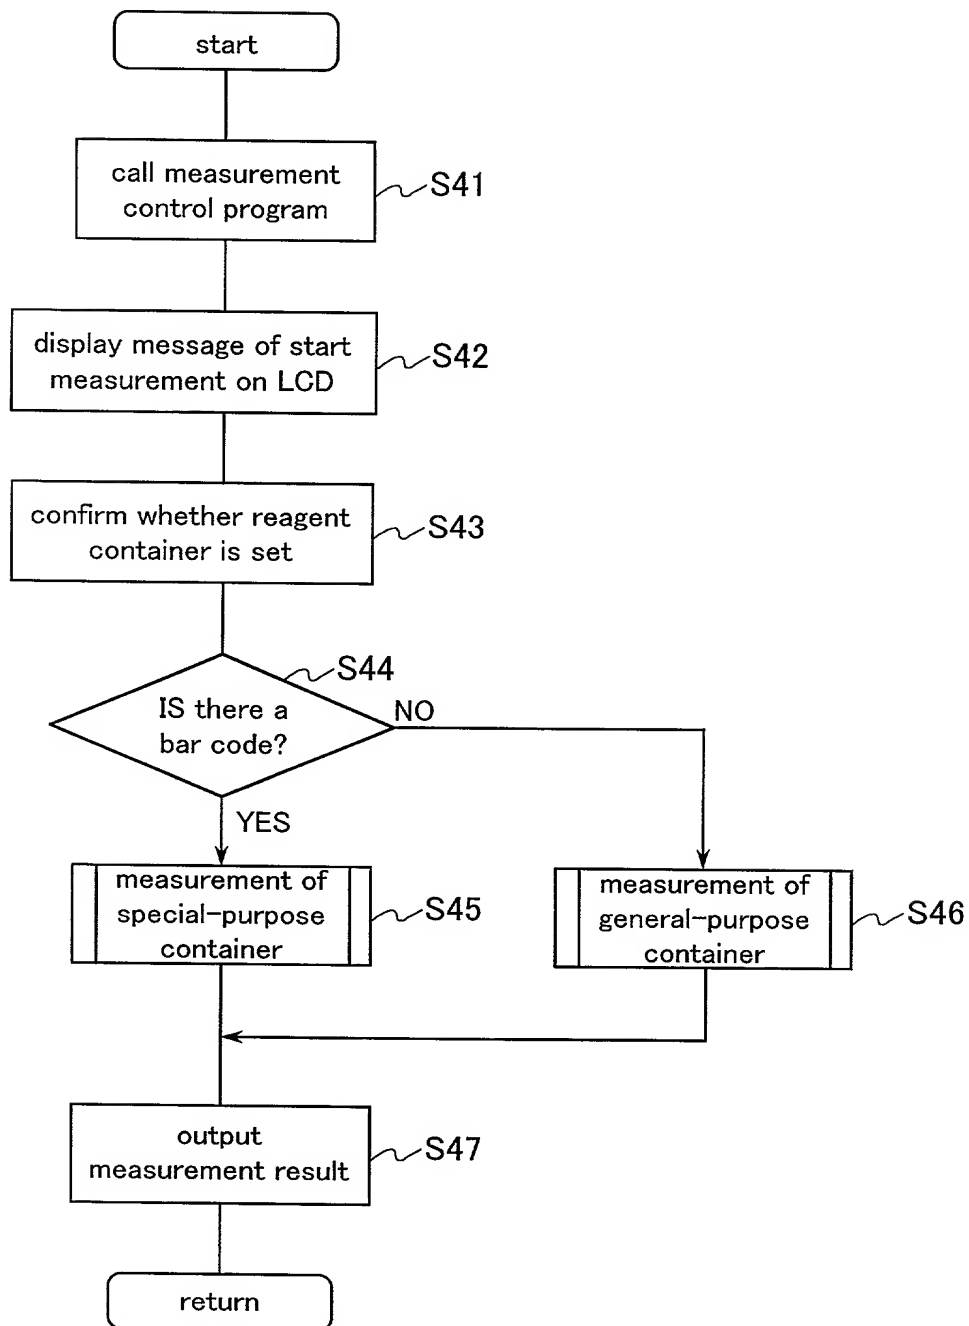 start
call measurement
control program
S41
display message of start
measurement on LCD
S42
confirm whether reagent
container is set
S43
S44
IS there a
bar code?
NO
YES
measurement of
special-purpose
container
S45
measurement of
general-purpose
container
S46
output
measurement result
S47
return